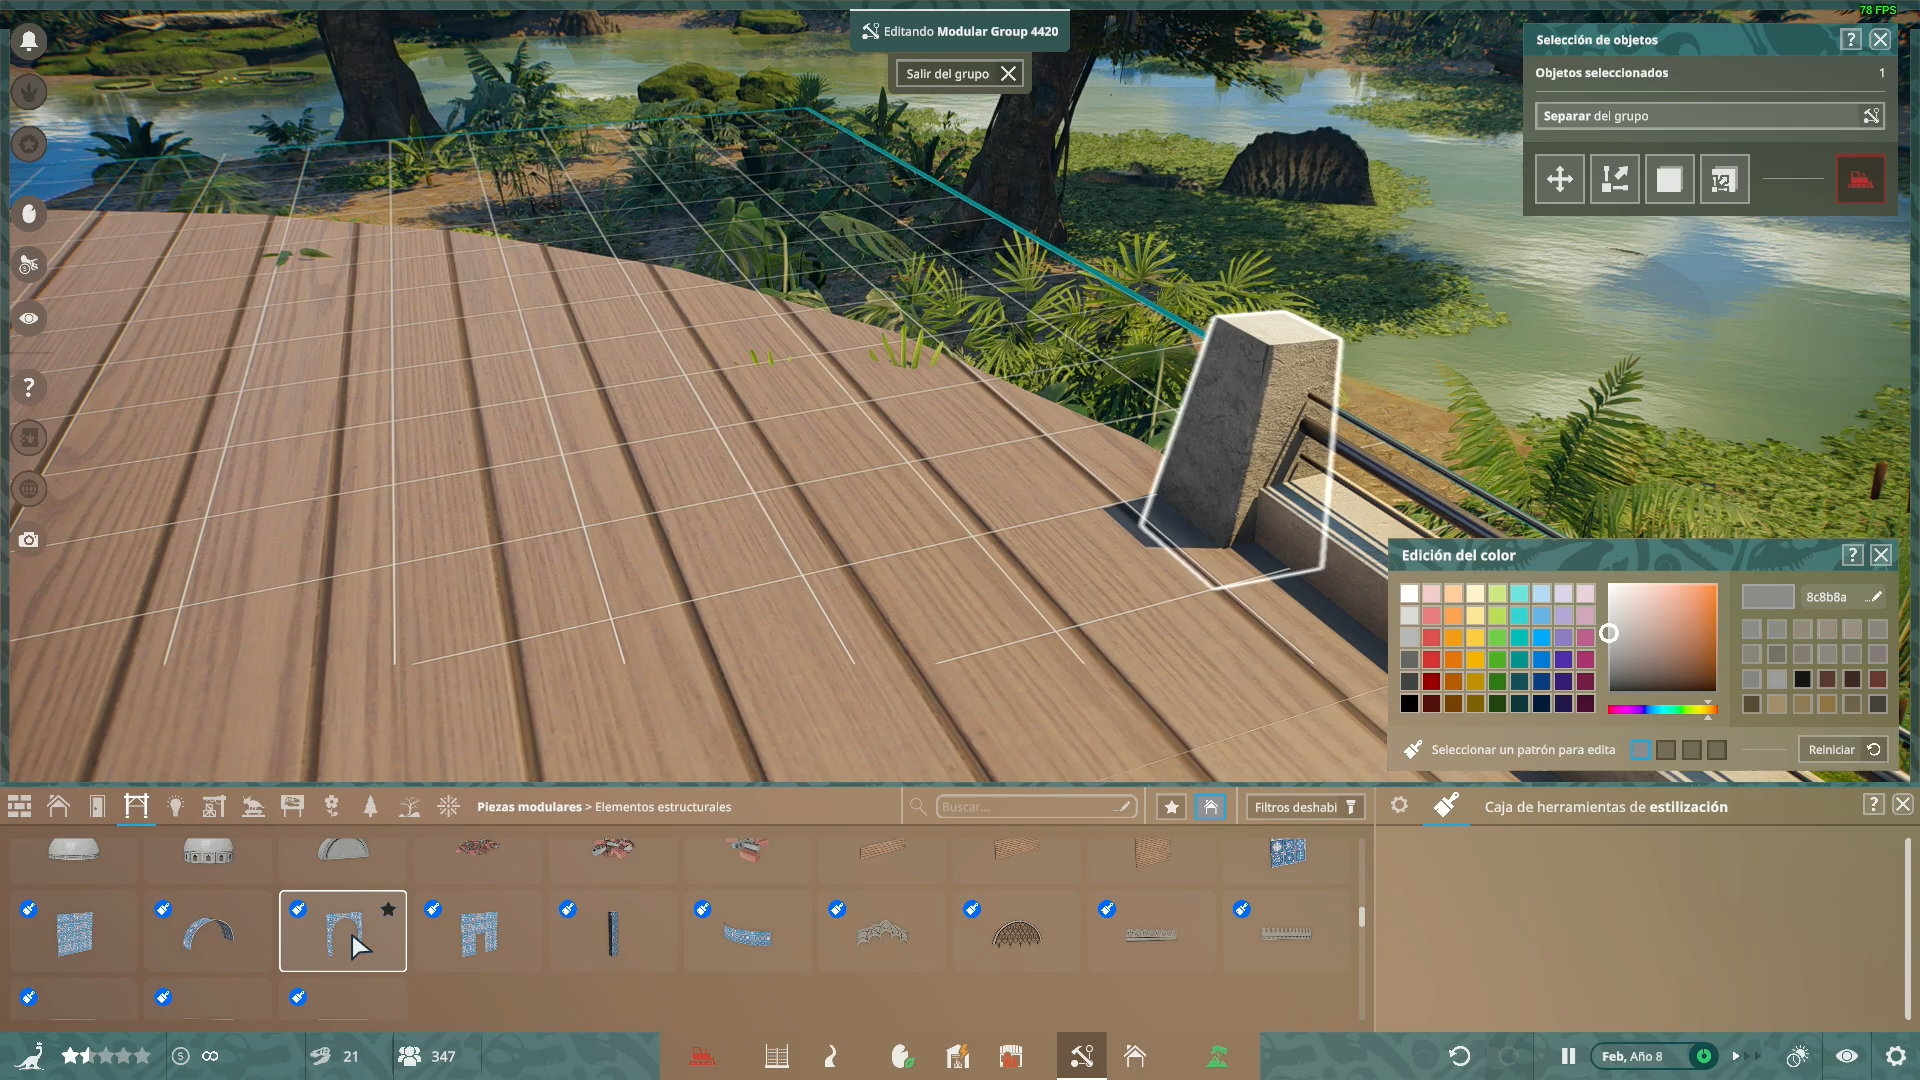 78 FPS
Editando Modular Group 4420
Salir del grupo
Selección de objetos
?
Objetos seleccionados 1
Separar del grupo
?
Edición del color
?
8c8b8a
Seleccionar un patrón para edita
Reiniciar
Piezas modulares > Elementos estructurales
Buscar...
Filtros deshabi
Caja de herramientas de estilización
?
21
347
Feb, Año 8